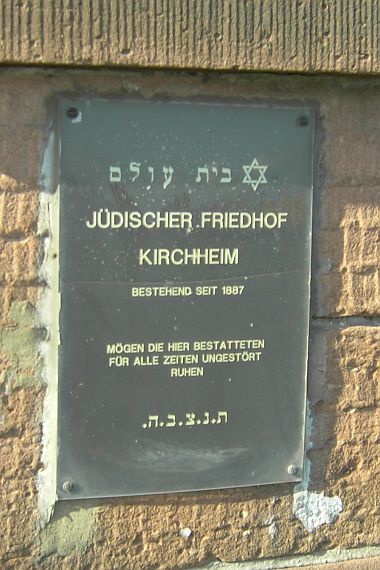 בית עולם ✡
JÜDISCHER FRIEDHOF
KIRCHHEIM
BESTEHEND SEIT 1887
MÖGEN DIE HIER BESTATTETEN
FÜR ALLE ZEITEN UNGESTÖRT
RUHEN
ת.נ.צ.ב.ה.